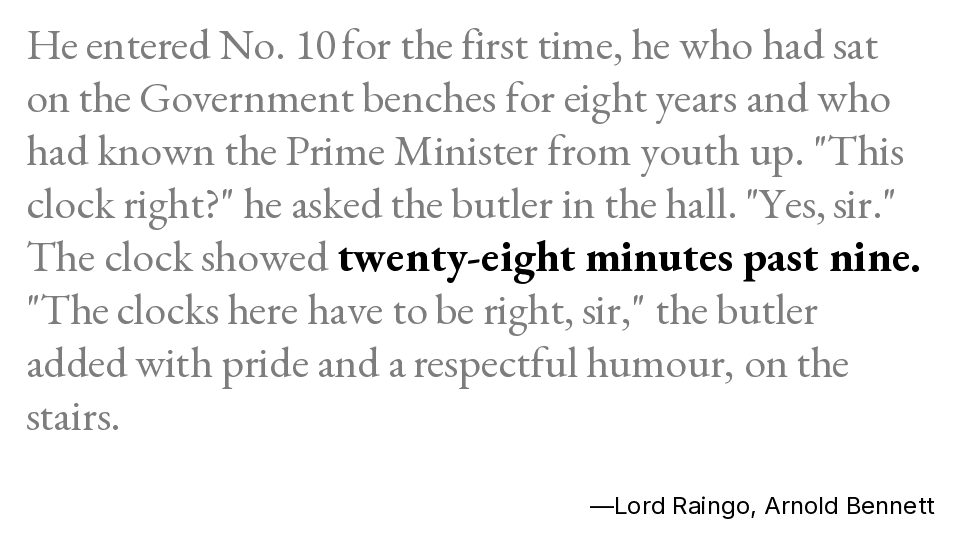 He entered No. 10 for the first time, he who had sat
on the Government benches for eight years and who
had known the Prime Minister from youth up. "This
clock right?" he asked the butler in the hall. "Yes, sir."
The clock showed twenty-eight minutes past nine.
"The clocks here have to be right, sir," the butler
added with pride and a respectful humour, on the
stairs.
—Lord Raingo, Arnold Bennett